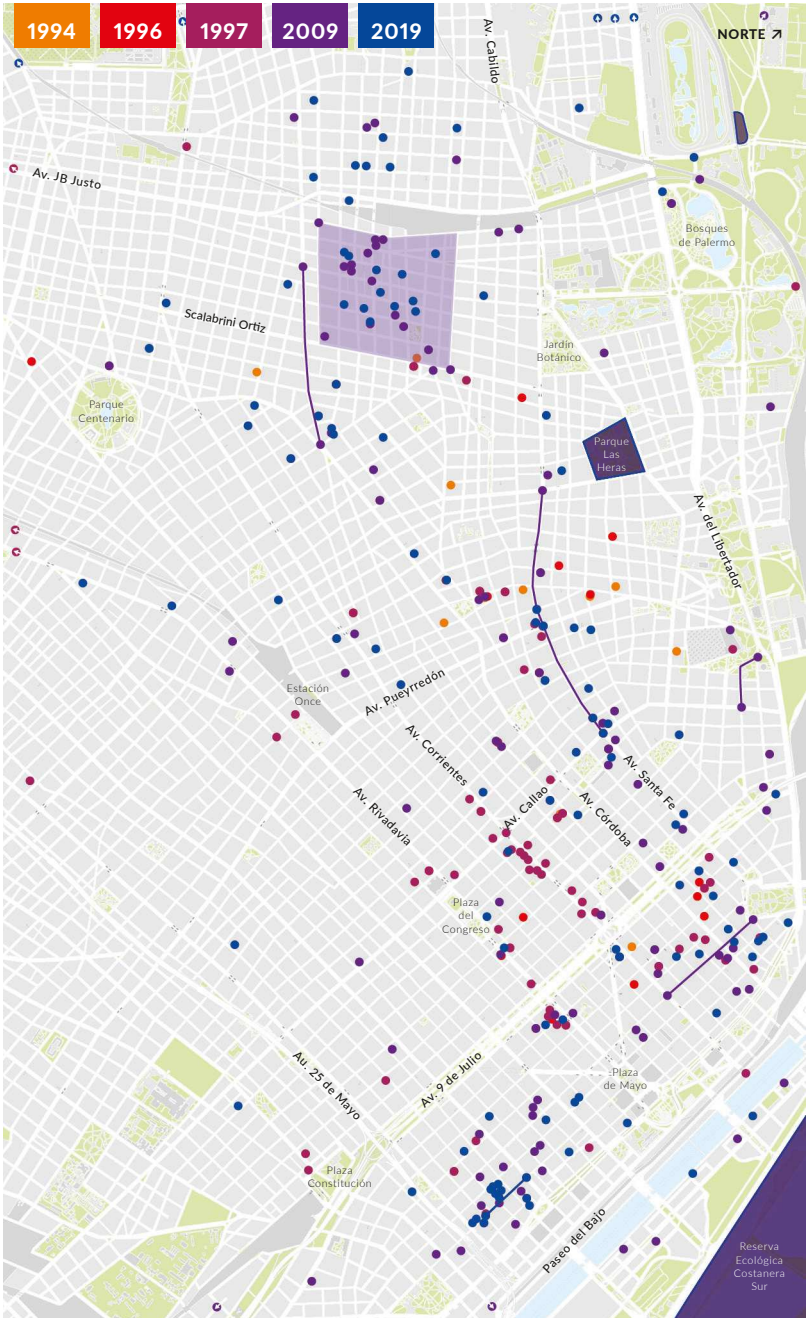 1994 1996 1997 2009 2019
NORTE ↗
Av. Cabildo
Av. JB Justo
Bosques
de Palermo
Scalabrini Ortiz
Jardín
Botánico
Parque
Centenario
Parque
Las
Heras
Av. del Libertador
Estación
Once
Av. Pueyrredón
Av. Corrientes
Av. Santa Fe
Av. Rivadavia
Av. Callao
Av. Córdoba
Plaza
del
Congreso
Au. 25 de Mayo
Av. 9 de Julio
Plaza
de Mayo
Plaza
Constitución
Paseo del Bajo
Reserva
Ecológica
Costanera
Sur